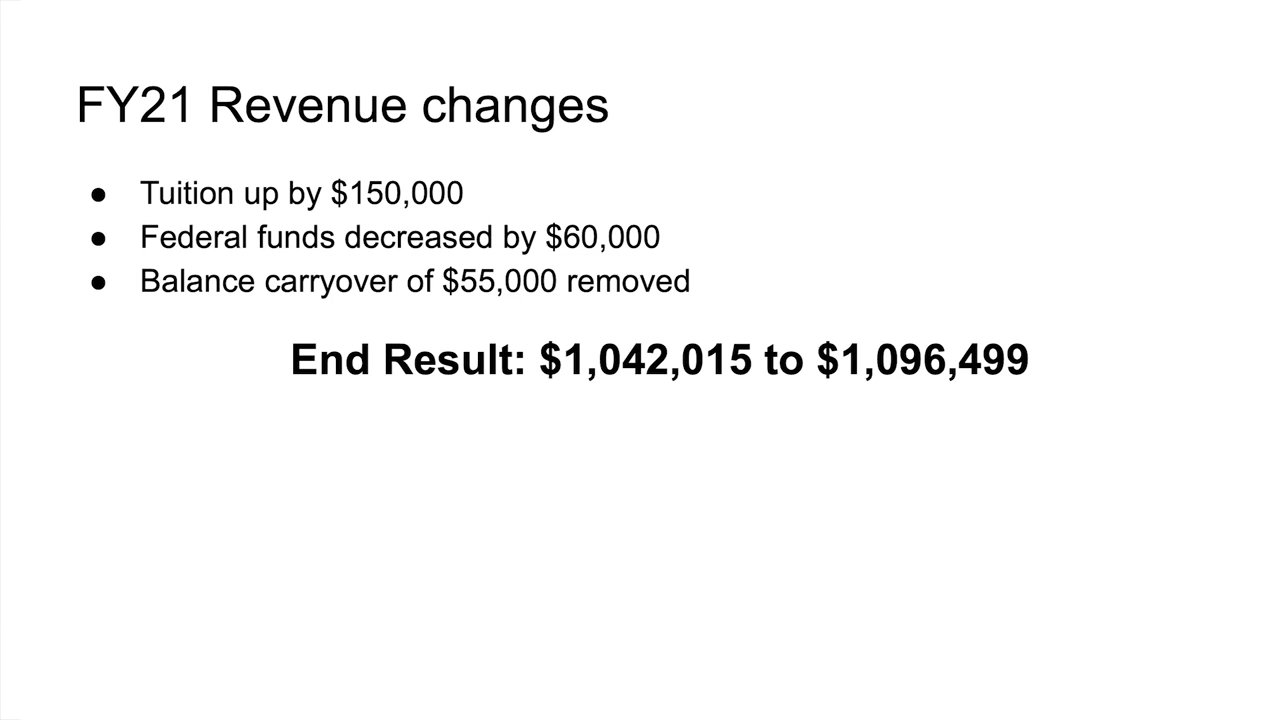 FY21 Revenue changes
● Tuition up by $150,000
● Federal funds decreased by $60,000
● Balance carryover of $55,000 removed
End Result: $1,042,015 to $1,096,499